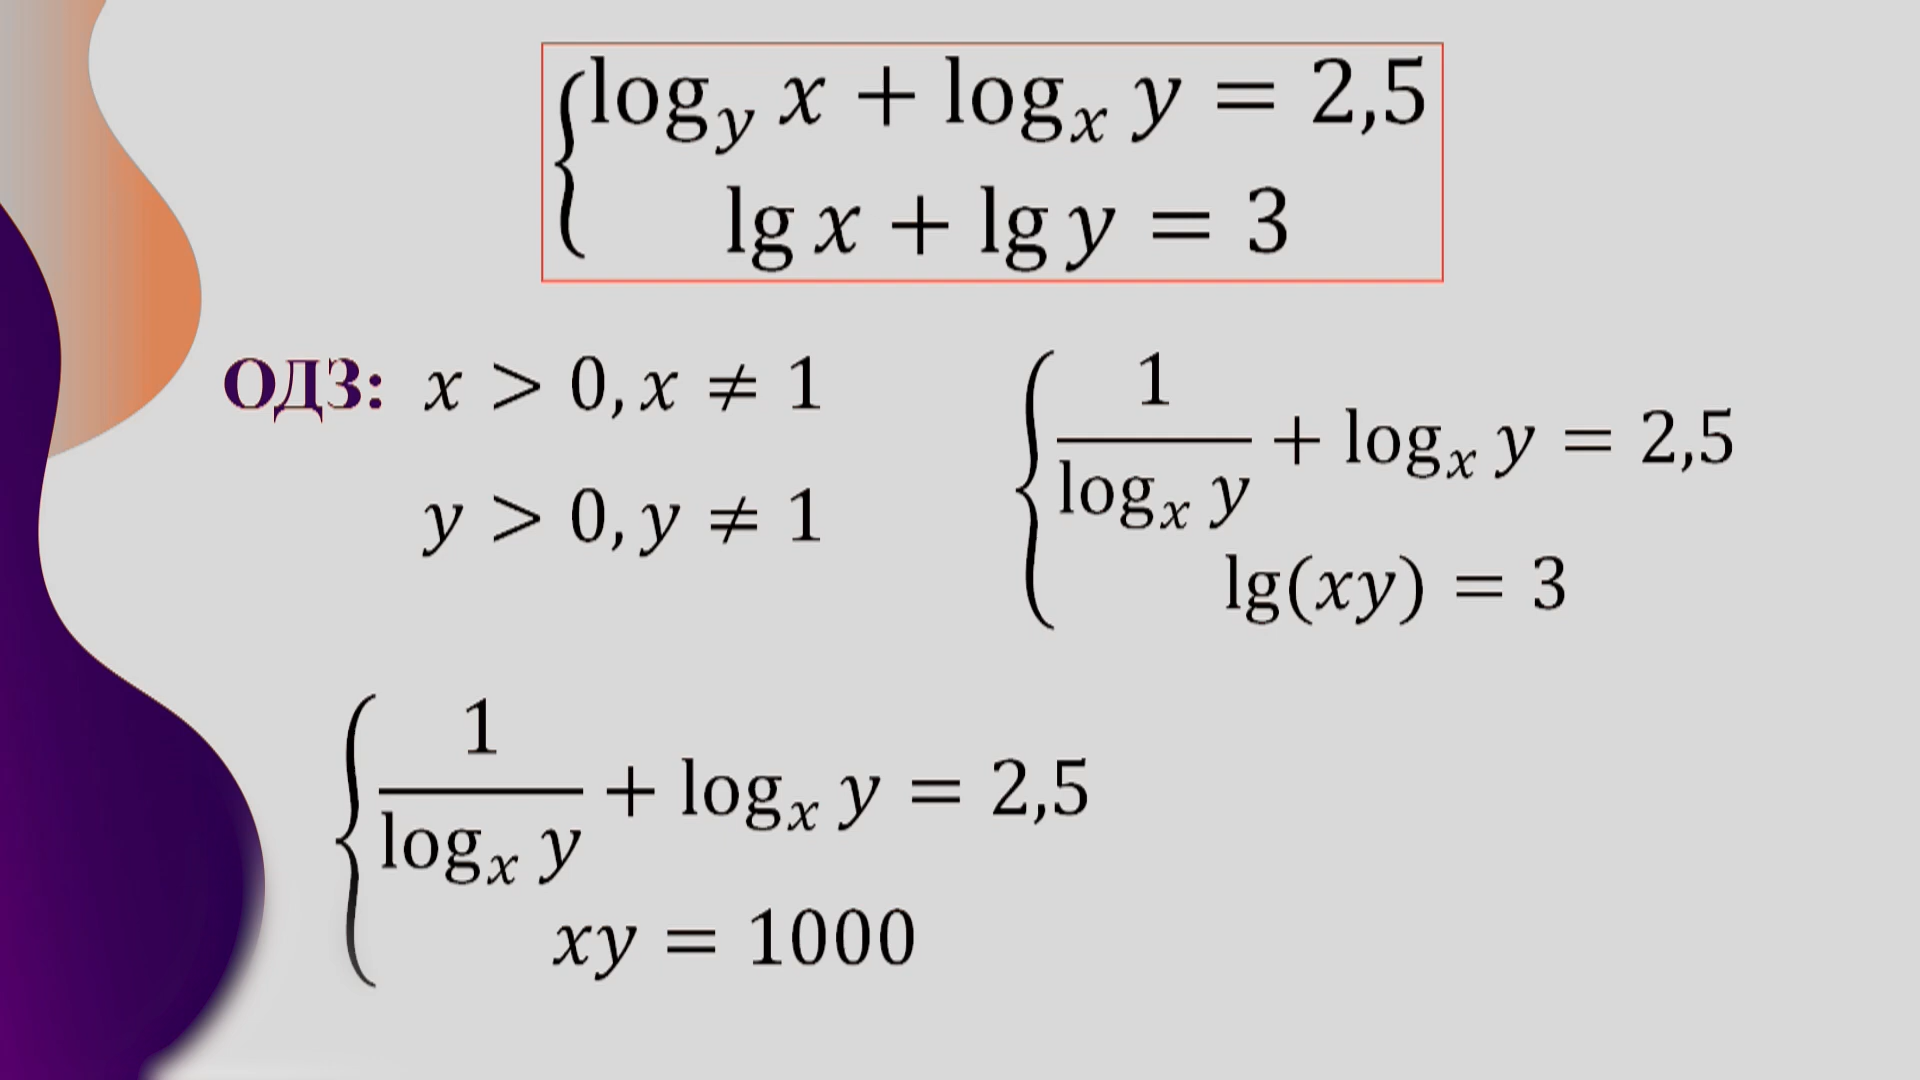 { log_y x + log_x y = 2,5
lg x + lg y = 3
ОДЗ: x > 0, x ≠ 1
y > 0, y ≠ 1
{ 1/log_x y + log_x y = 2,5
lg(xy) = 3
{ 1/log_x y + log_x y = 2,5
xy = 1000